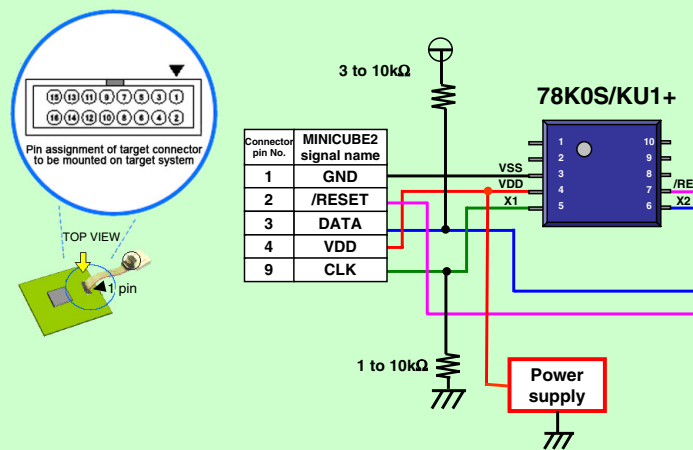 15 13 11 9 7 5 3 1
16 14 12 10 8 6 4 2
Pin assignment of target connector
to be mounted on target system
TOP VIEW
1 pin
3 to 10kΩ
78K0S/KU1+
Connector
pin No.
MINICUBE2
signal name
1 GND
2 /RESET
3 DATA
4 VDD
9 CLK
VSS
VDD
X1
1
2
3
4
5
10
9
8
7
6
/RE
X2
1 to 10kΩ
Power
supply